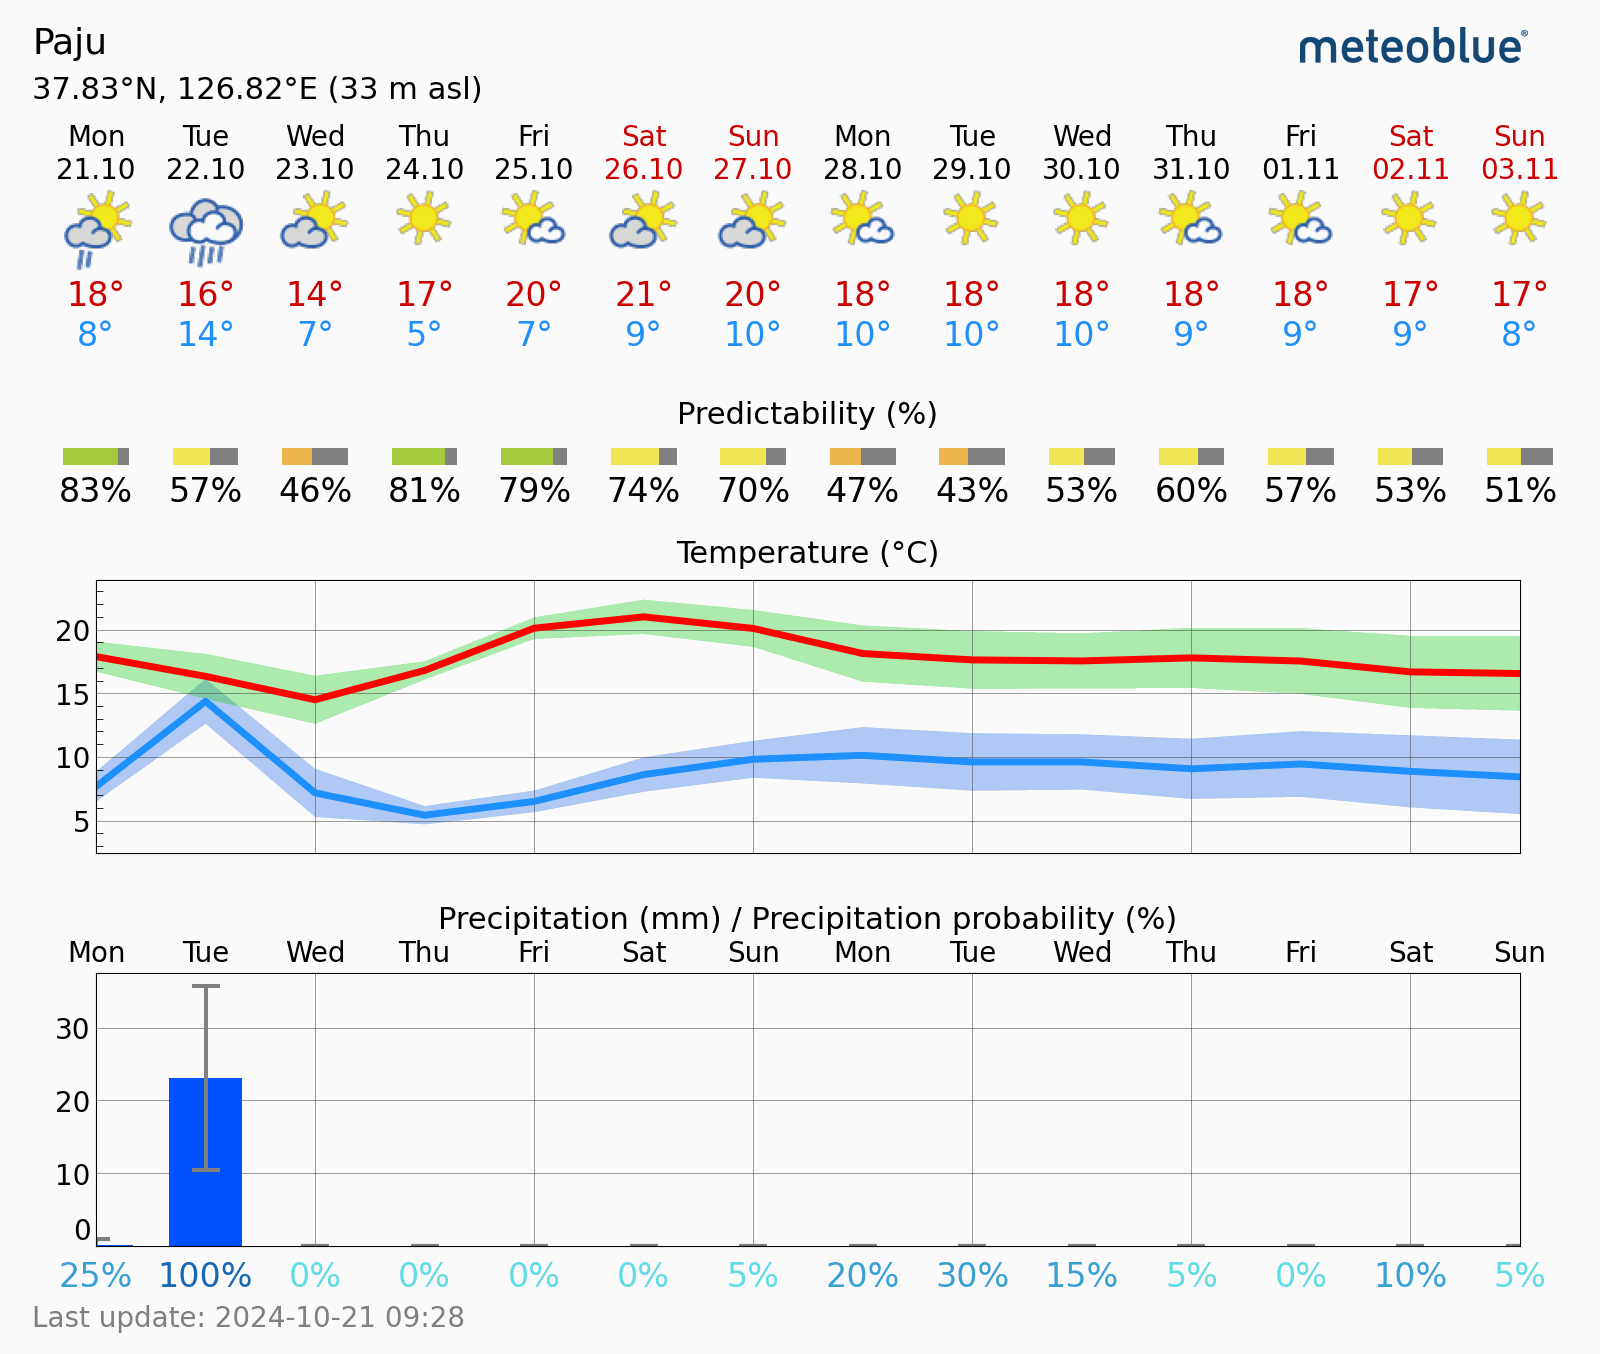 Paju
meteoblue®
37.83°N, 126.82°E (33 m asl)
Mon Tue Wed Thu Fri Sat Sun Mon Tue Wed Thu Fri Sat Sun
21.10 22.10 23.10 24.10 25.10 26.10 27.10 28.10 29.10 30.10 31.10 01.11 02.11 03.11
18° 16° 14° 17° 20° 21° 20° 18° 18° 18° 18° 18° 17° 17°
8° 14° 7° 5° 7° 9° 10° 10° 10° 10° 9° 9° 9° 8°
Predictability (%)
83% 57% 46% 81% 79% 74% 70% 47% 43% 53% 60% 57% 53% 51%
Temperature (°C)
20
15
10
5
Precipitation (mm) / Precipitation probability (%)
Mon Tue Wed Thu Fri Sat Sun Mon Tue Wed Thu Fri Sat Sun
30
20
10
0
25% 100% 0% 0% 0% 0% 5% 20% 30% 15% 5% 0% 10% 5%
Last update: 2024-10-21 09:28